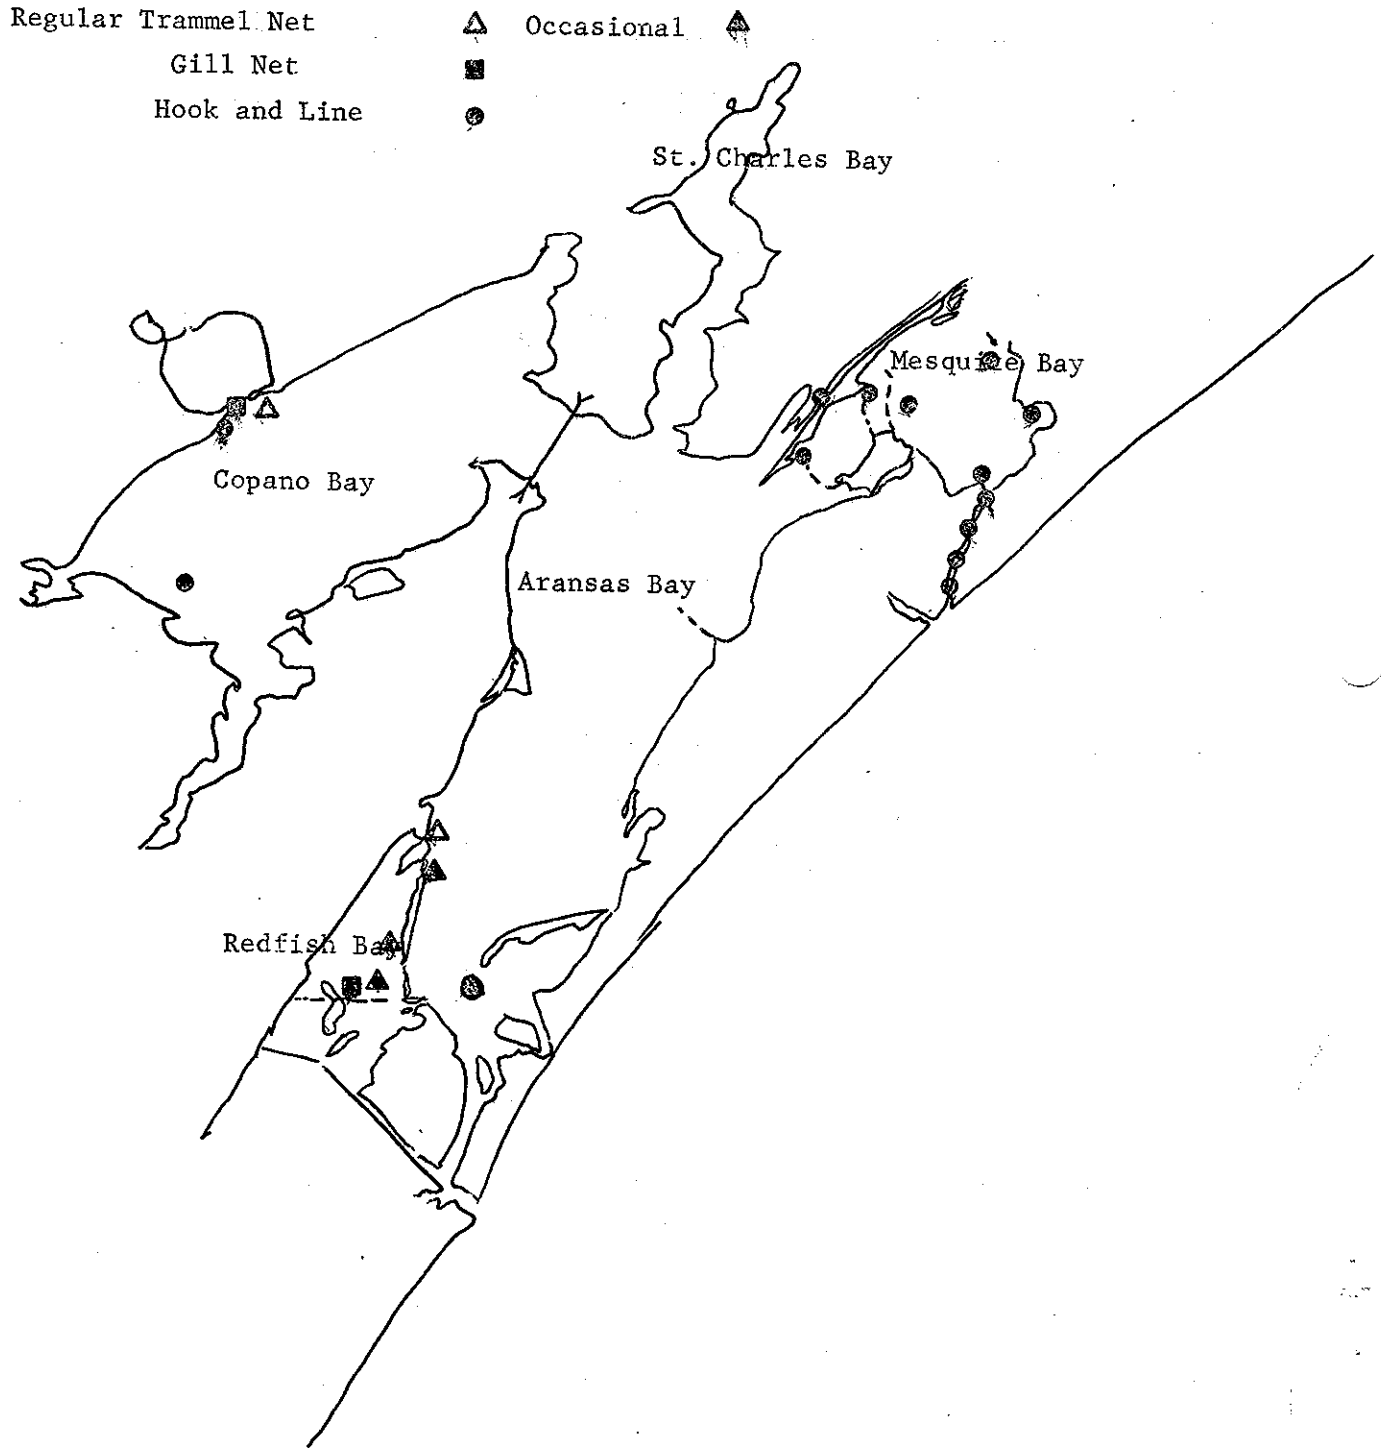 Regular Trammel Net Occasional
Gill Net
Hook and Line
St. Charles Bay
Mesquite Bay
Copano Bay
Aransas Bay
Redfish Bay